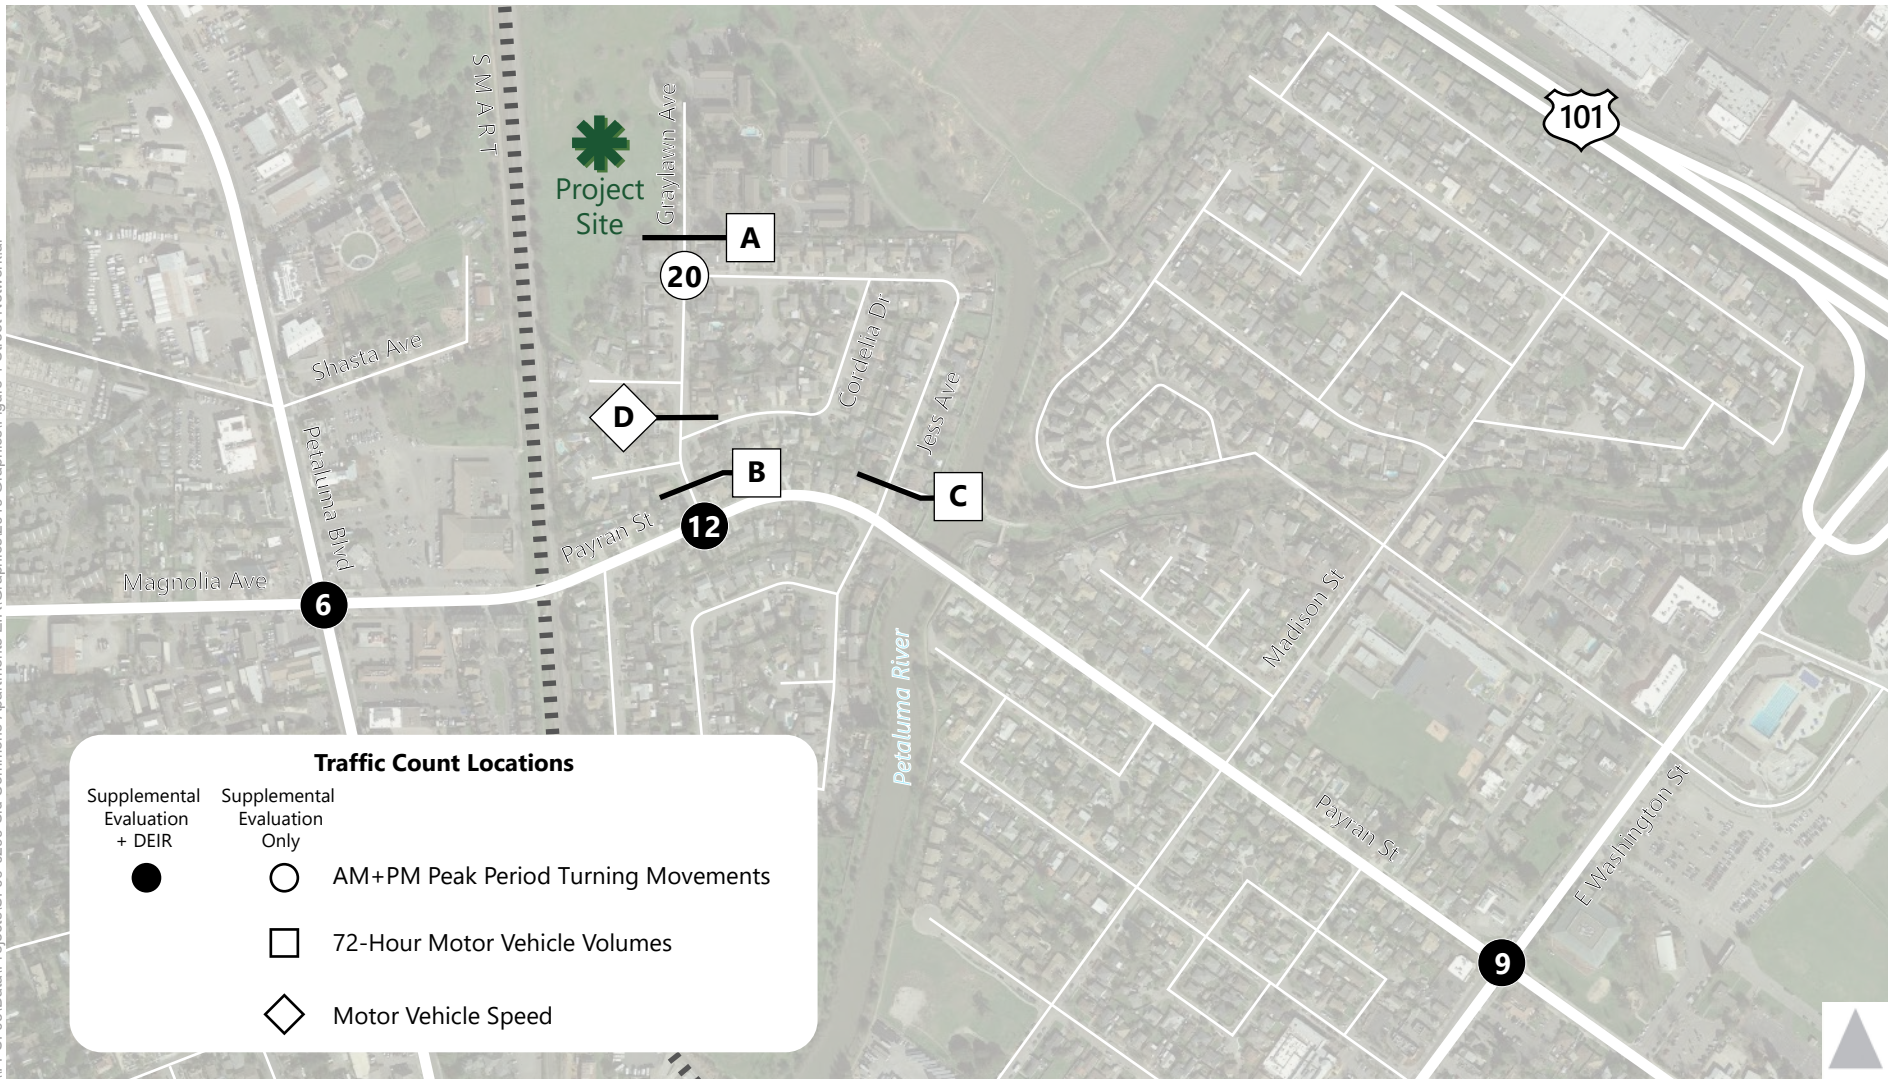 SMART
Graylawn Ave
101
Project
Site
A
20
Shasta Ave
Cordelia Dr
Jess Ave
D
B
C
Petaluma Blvd
12
Payran St
Magnolia Ave
6
Madison St
Petaluma River
Payran St
E Washington St
9
Traffic Count Locations
Supplemental
Evaluation
+ DEIR
Supplemental
Evaluation
Only
AM+PM Peak Period Turning Movements
72-Hour Motor Vehicle Volumes
Motor Vehicle Speed